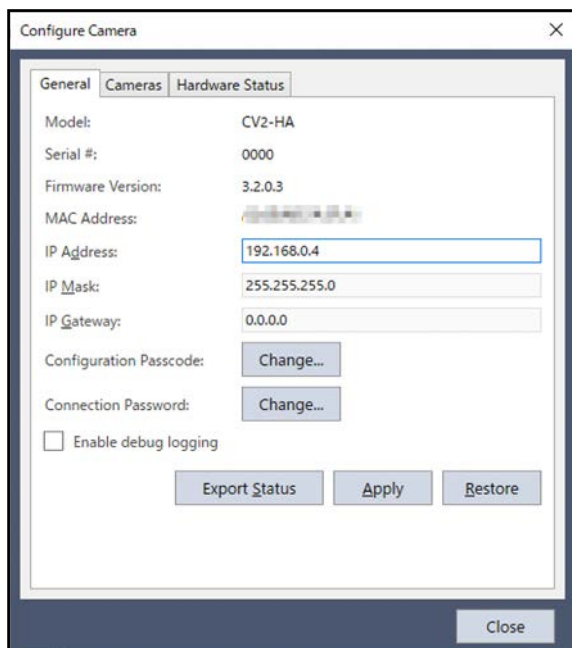 Configure Camera
General Cameras Hardware Status
Model: CV2-HA
Serial #: 0000
Firmware Version: 3.2.0.3
MAC Address:
IP Address: 192.168.0.4
IP Mask: 255.255.255.0
IP Gateway: 0.0.0.0
Configuration Passcode: Change...
Connection Password: Change...
Enable debug logging
Export Status Apply Restore
Close